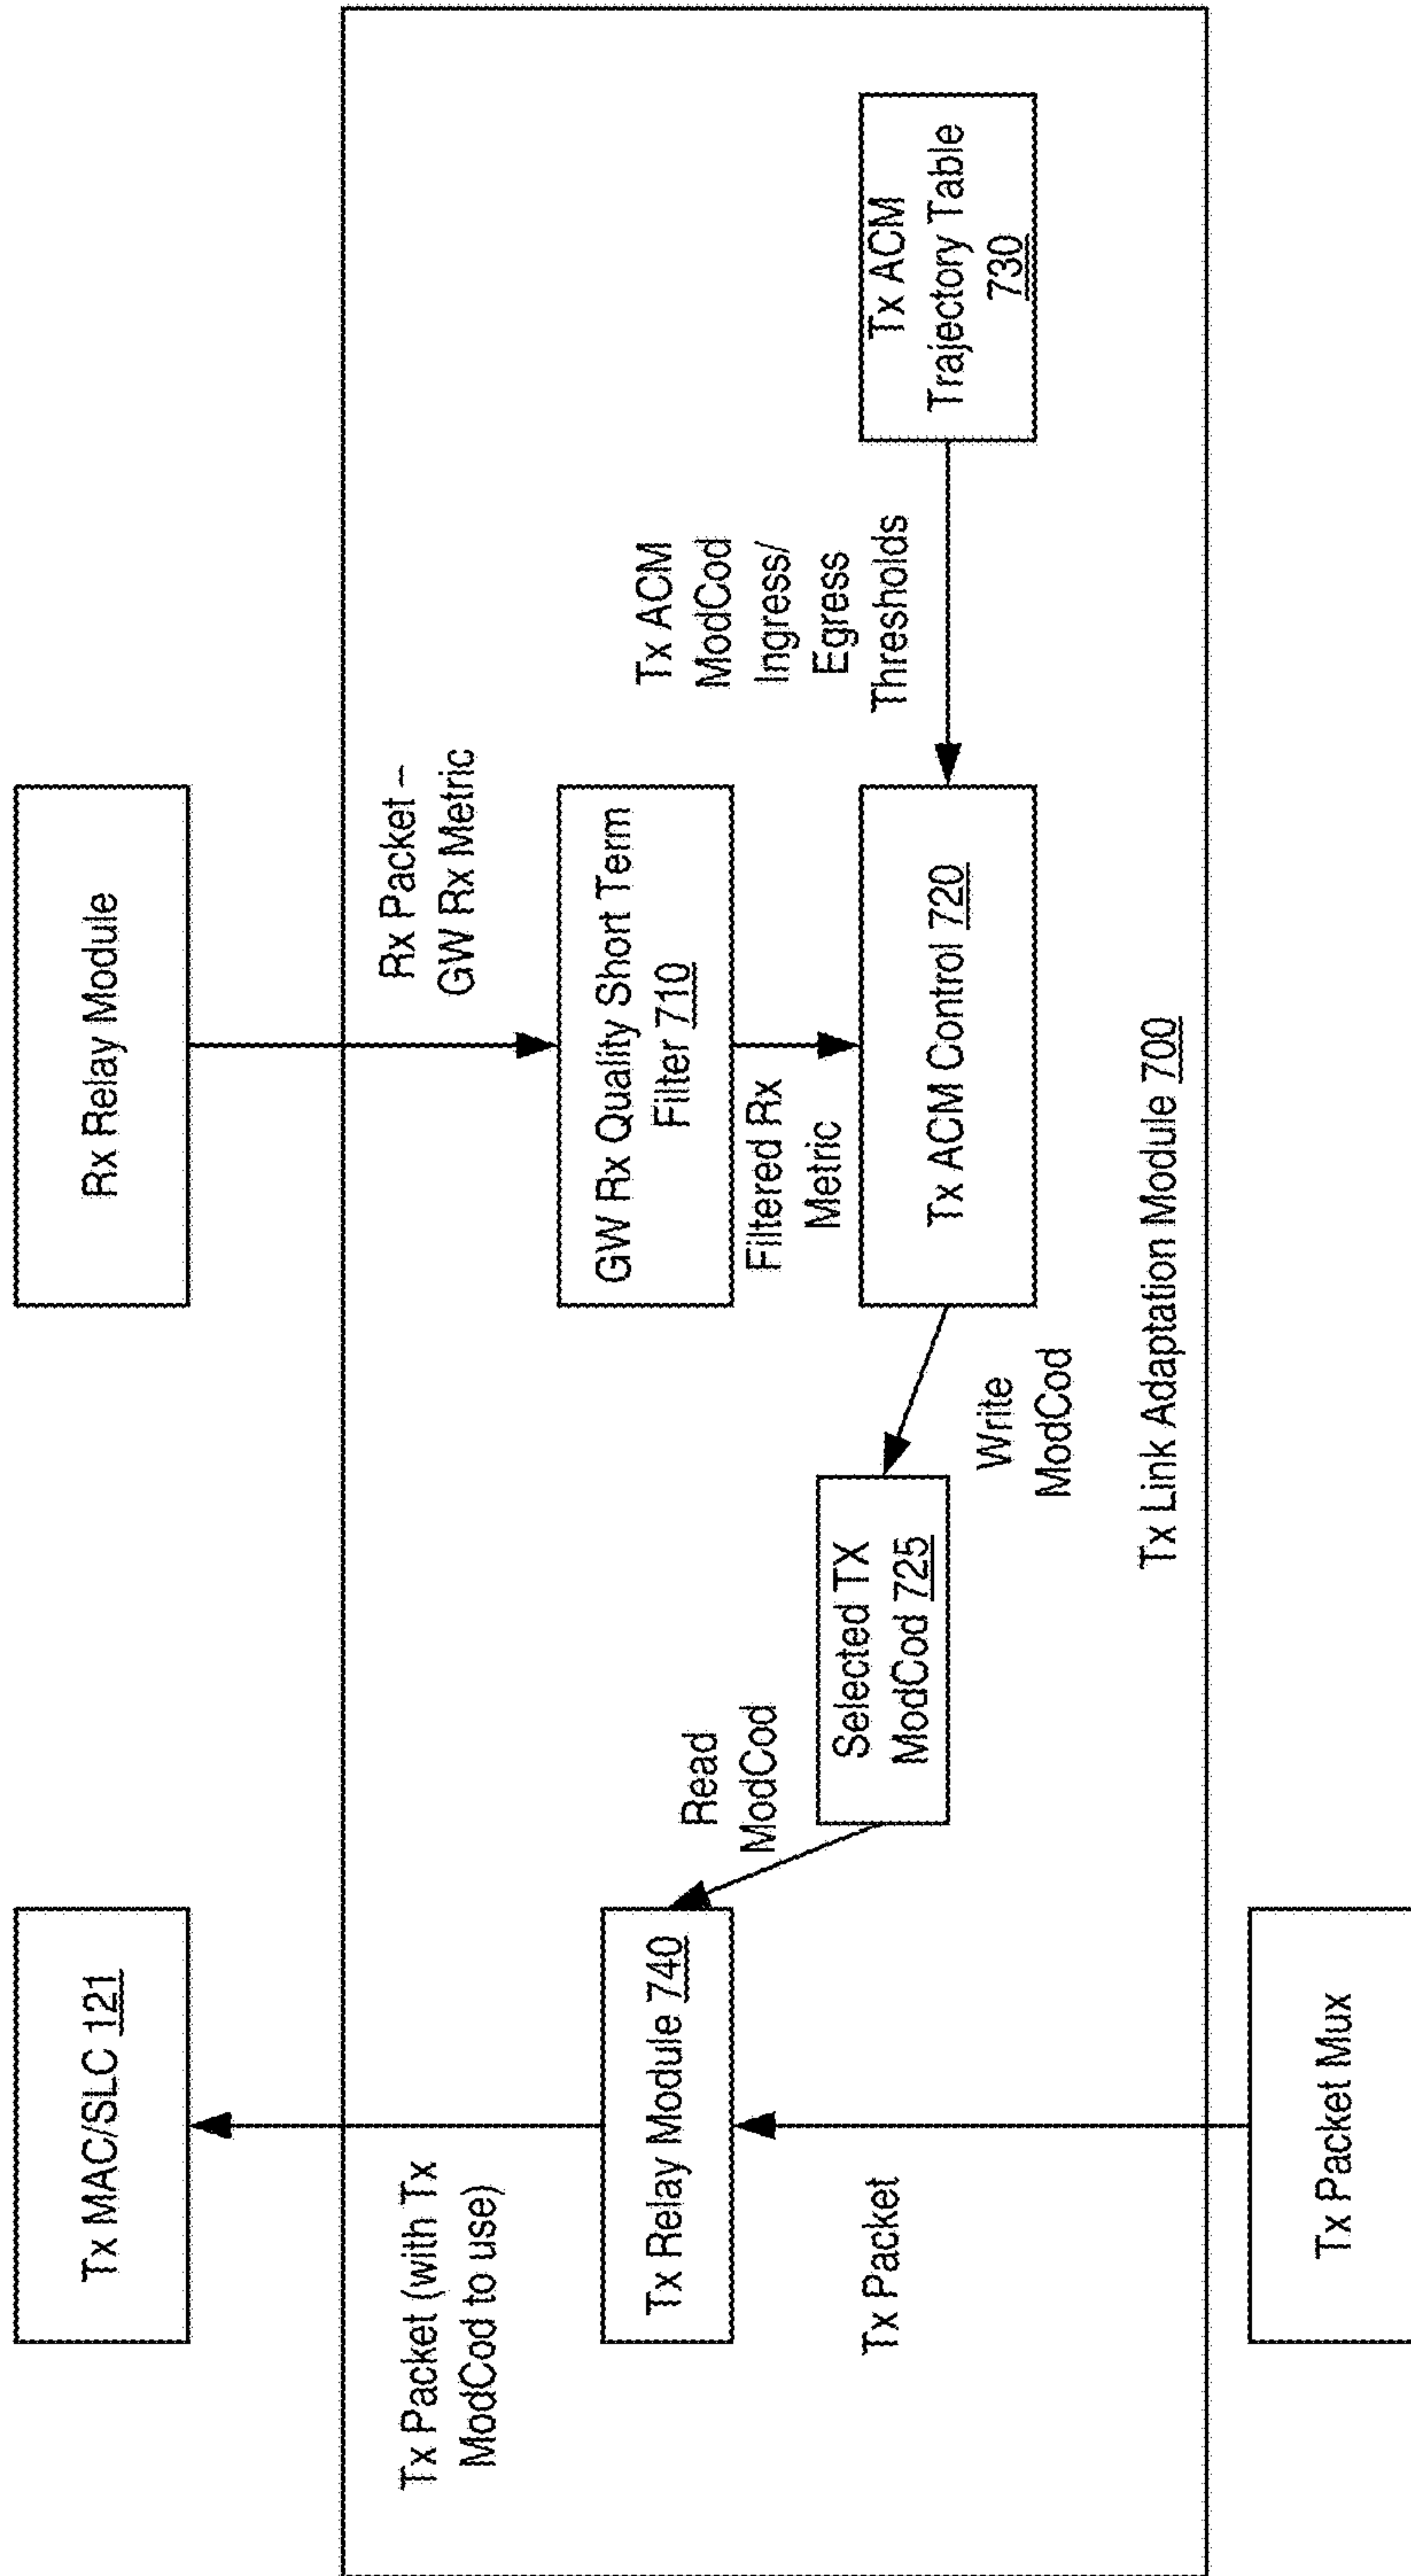 Tx MAC/SLC 121
Rx Relay Module
Tx Packet (with Tx
ModCod to use)
Rx Packet –
GW Rx Metric
Tx Relay Module 740
Read
ModCod
GW Rx Quality Short Term
Filter 710
Tx ACM
ModCod
Ingress/
Egress
Thresholds
Filtered Rx
Metric
Tx Packet
Selected TX
ModCod 725
Tx ACM Control 720
Tx ACM
Trajectory Table
730
Write
ModCod
Tx Link Adaptation Module 700
Tx Packet Mux